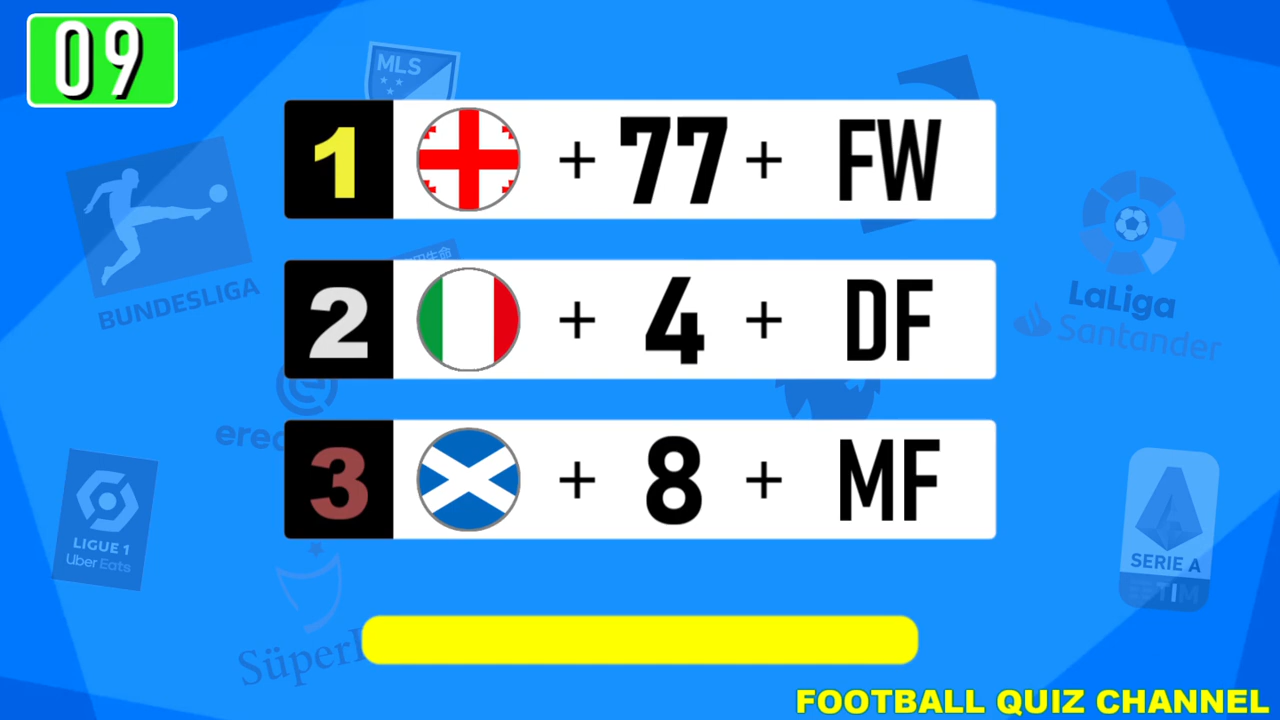 09
MLS
1 + 77 + FW
BUNDESLIGA
2 + 4 + DF
LaLiga
Santander
3 + 8 + MF
LIGUE 1
Uber Eats
SERIE A
TIM
FOOTBALL QUIZ CHANNEL